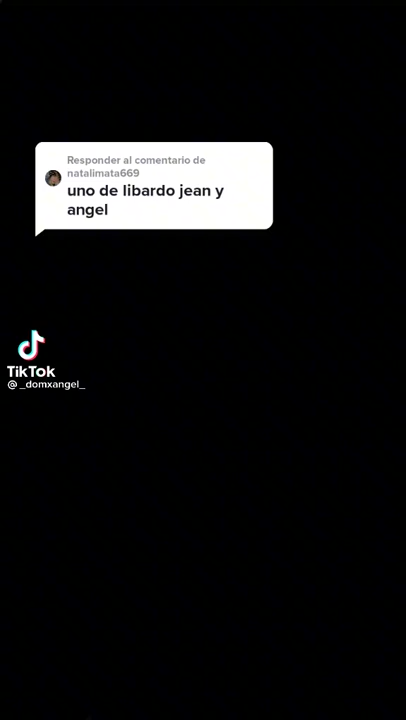 Responder al comentario de
natalimata669
uno de libardo jean y
angel
TikTok
@ _domxangel_